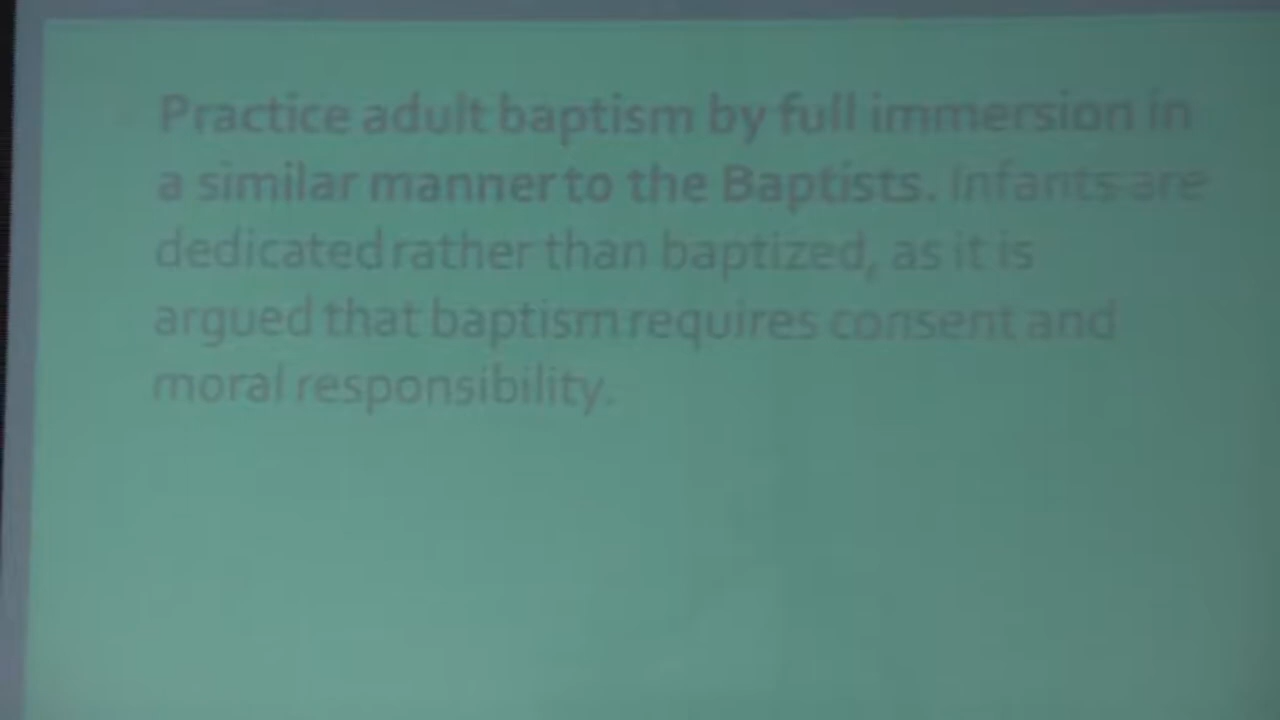 Practice adult baptism by full immersion in
a similar manner to the Baptists. Infants are
dedicated rather than baptized, as it is
argued that baptism requires consent and
moral responsibility.